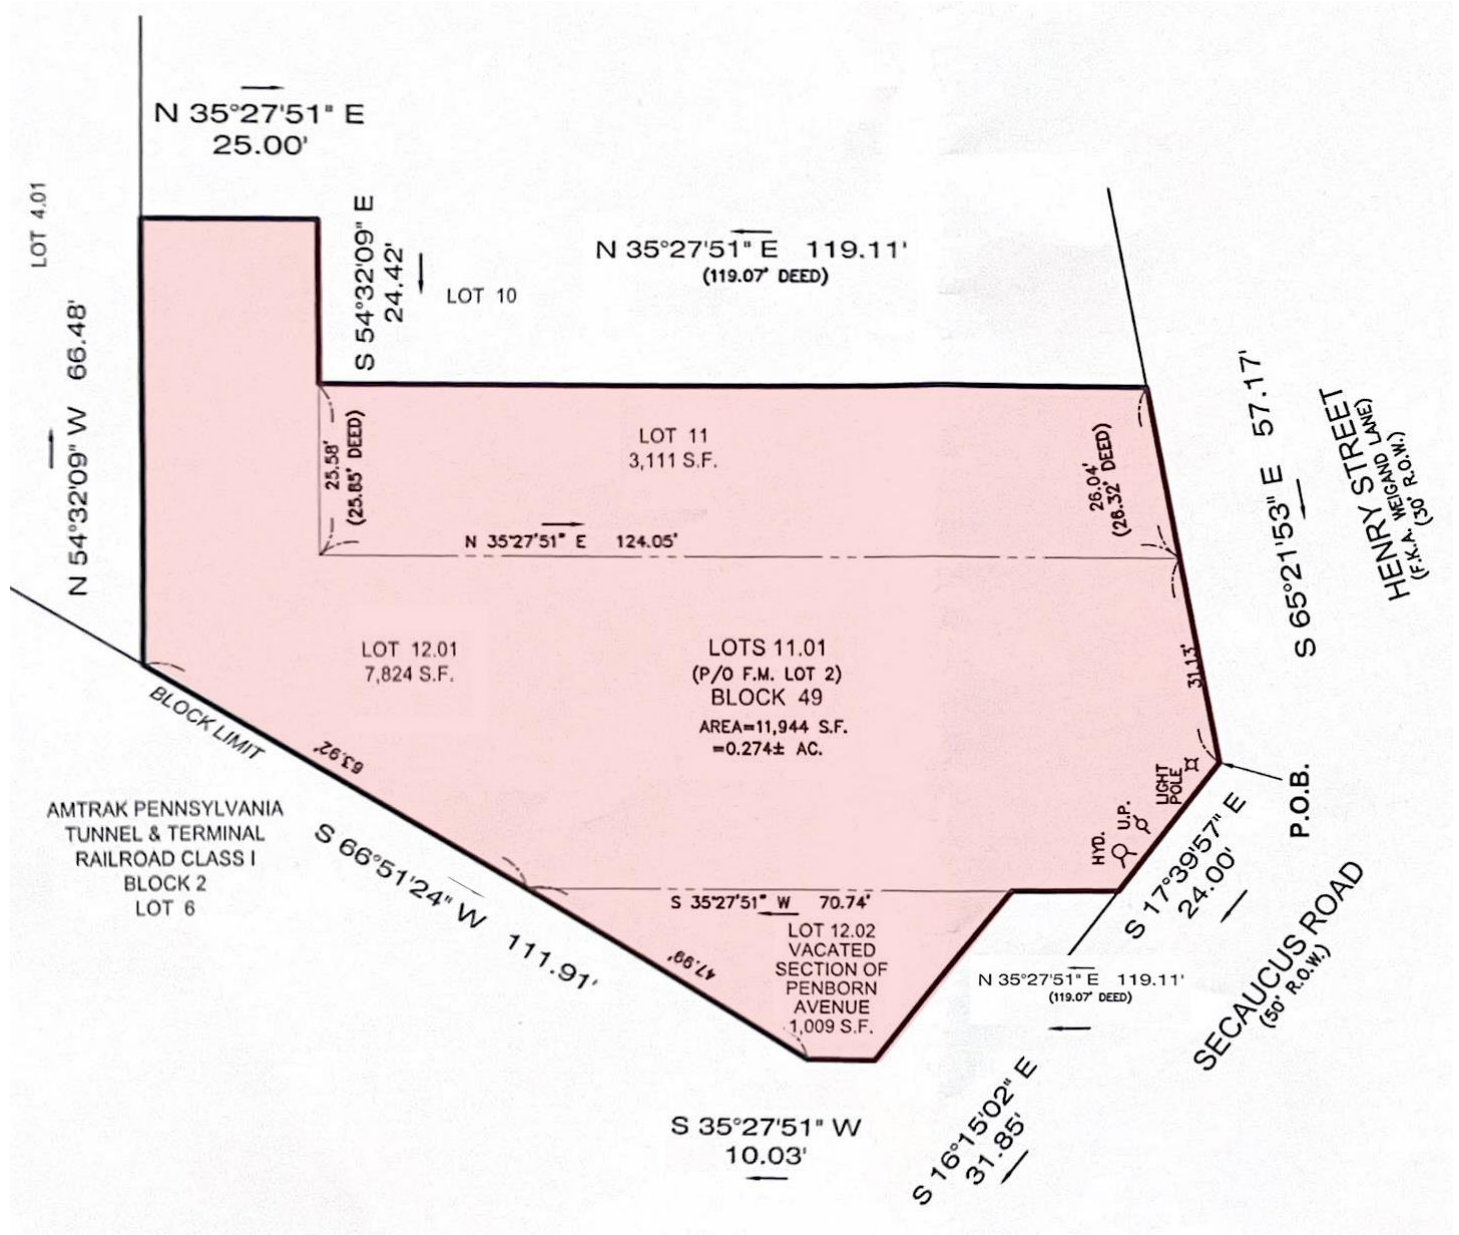 N 35°27'51" E
25.00'
LOT 4.01
N 54°32'09" W 66.48'
S 54°32'09" E
24.42'
LOT 10
N 35°27'51" E 119.11'
(119.07' DEED)
LOT 11
3,111 S.F.
25.58'
(25.85' DEED)
26.04'
(26.32' DEED)
S 65°21'53" E 57.17'
HENRY STREET
(F.K.A. WEIGAND LANE)
(30' R.O.W.)
N 35°27'51" E 124.05'
LOT 12.01
7,824 S.F.
LOTS 11.01
(P/O F.M. LOT 2)
BLOCK 49
AREA=11,944 S.F.
=0.274± AC.
31.13'
BLOCK LIMIT
63.92'
LIGHT
POLE
U.P.
HYD.
P.O.B.
AMTRAK PENNSYLVANIA
TUNNEL & TERMINAL
RAILROAD CLASS I
BLOCK 2
LOT 6
S 66°51'24" W 111.91'
S 35°27'51" W 70.74'
S 17°39'57" E
24.00'
LOT 12.02
VACATED
SECTION OF
PENBORN
AVENUE
1,009 S.F.
47.99'
N 35°27'51" E 119.11'
(119.07' DEED)
SECAUCUS ROAD
(50' R.O.W.)
S 35°27'51" W
10.03'
S 16°15'02" E
31.85'